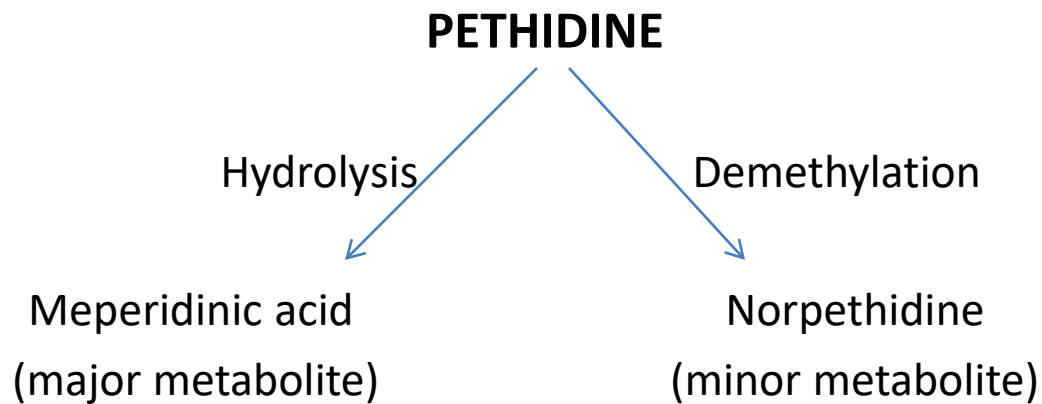 PETHIDINE
Hydrolysis
Demethylation
Meperidinic acid
(major metabolite)
Norpethidine
(minor metabolite)